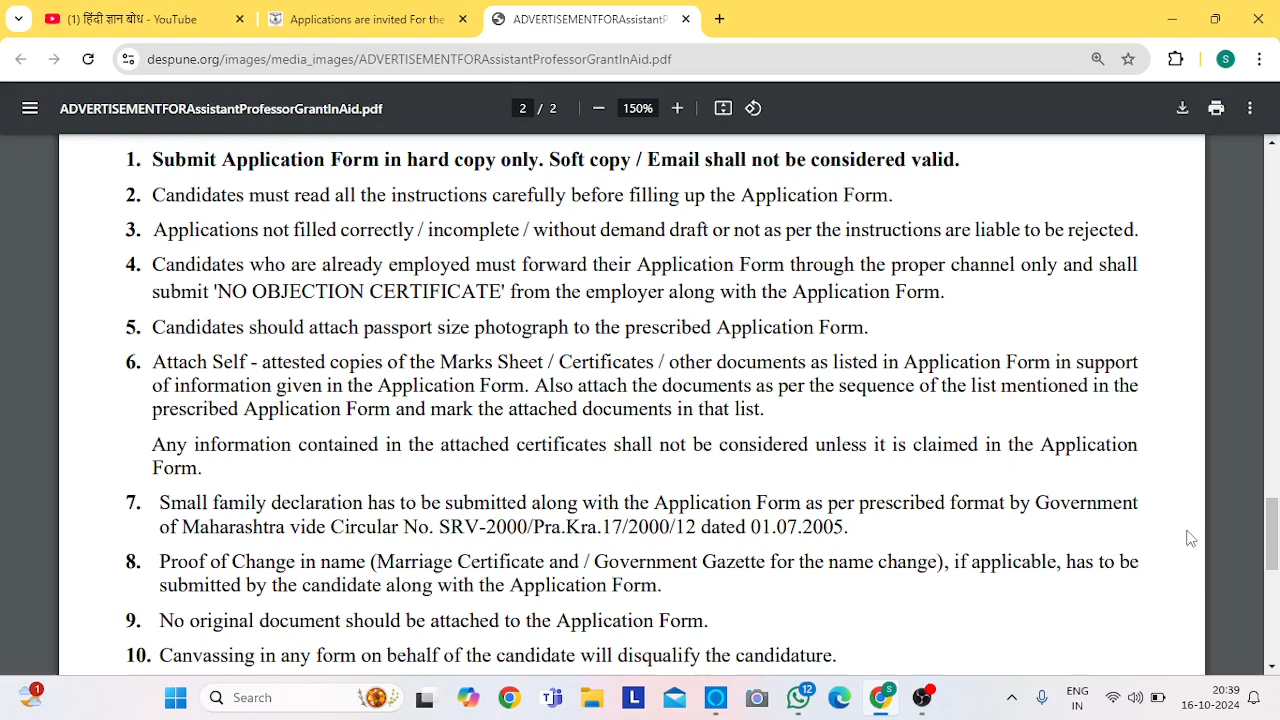 (1) हिंदी ज्ञान बोध - YouTube
Applications are invited For the
ADVERTISEMENTFORAssistantP
despune.org/images/media_images/ADVERTISEMENTFORAssistantProfessorGrantInAid.pdf
S
ADVERTISEMENTFORAssistantProfessorGrantInAid.pdf
2 / 2
150%
1. Submit Application Form in hard copy only. Soft copy / Email shall not be considered valid.
2. Candidates must read all the instructions carefully before filling up the Application Form.
3. Applications not filled correctly / incomplete / without demand draft or not as per the instructions are liable to be rejected.
4. Candidates who are already employed must forward their Application Form through the proper channel only and shall
submit 'NO OBJECTION CERTIFICATE' from the employer along with the Application Form.
5. Candidates should attach passport size photograph to the prescribed Application Form.
6. Attach Self - attested copies of the Marks Sheet / Certificates / other documents as listed in Application Form in support
of information given in the Application Form. Also attach the documents as per the sequence of the list mentioned in the
prescribed Application Form and mark the attached documents in that list.
Any information contained in the attached certificates shall not be considered unless it is claimed in the Application
Form.
7. Small family declaration has to be submitted along with the Application Form as per prescribed format by Government
of Maharashtra vide Circular No. SRV-2000/Pra.Kra.17/2000/12 dated 01.07.2005.
8. Proof of Change in name (Marriage Certificate and / Government Gazette for the name change), if applicable, has to be
submitted by the candidate along with the Application Form.
9. No original document should be attached to the Application Form.
10. Canvassing in any form on behalf of the candidate will disqualify the candidature.
1
Search
L
12
S
ENG
IN
20:39
16-10-2024